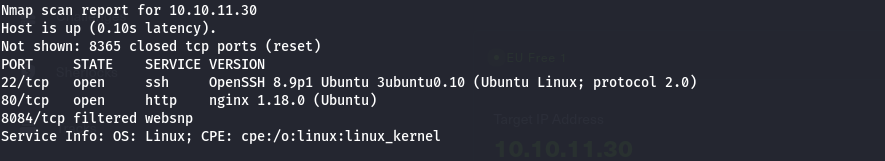 Nmap scan report for 10.10.11.30
Host is up (0.10s latency).
Not shown: 8365 closed tcp ports (reset)
PORT     STATE    SERVICE VERSION
22/tcp   open     ssh     OpenSSH 8.9p1 Ubuntu 3ubuntu0.10 (Ubuntu Linux; protocol 2.0)
80/tcp   open     http    nginx 1.18.0 (Ubuntu)
8084/tcp filtered websnp
Service Info: OS: Linux; CPE: cpe:/o:linux:linux_kernel
EU Free 1
Target IP Address
10.10.11.30